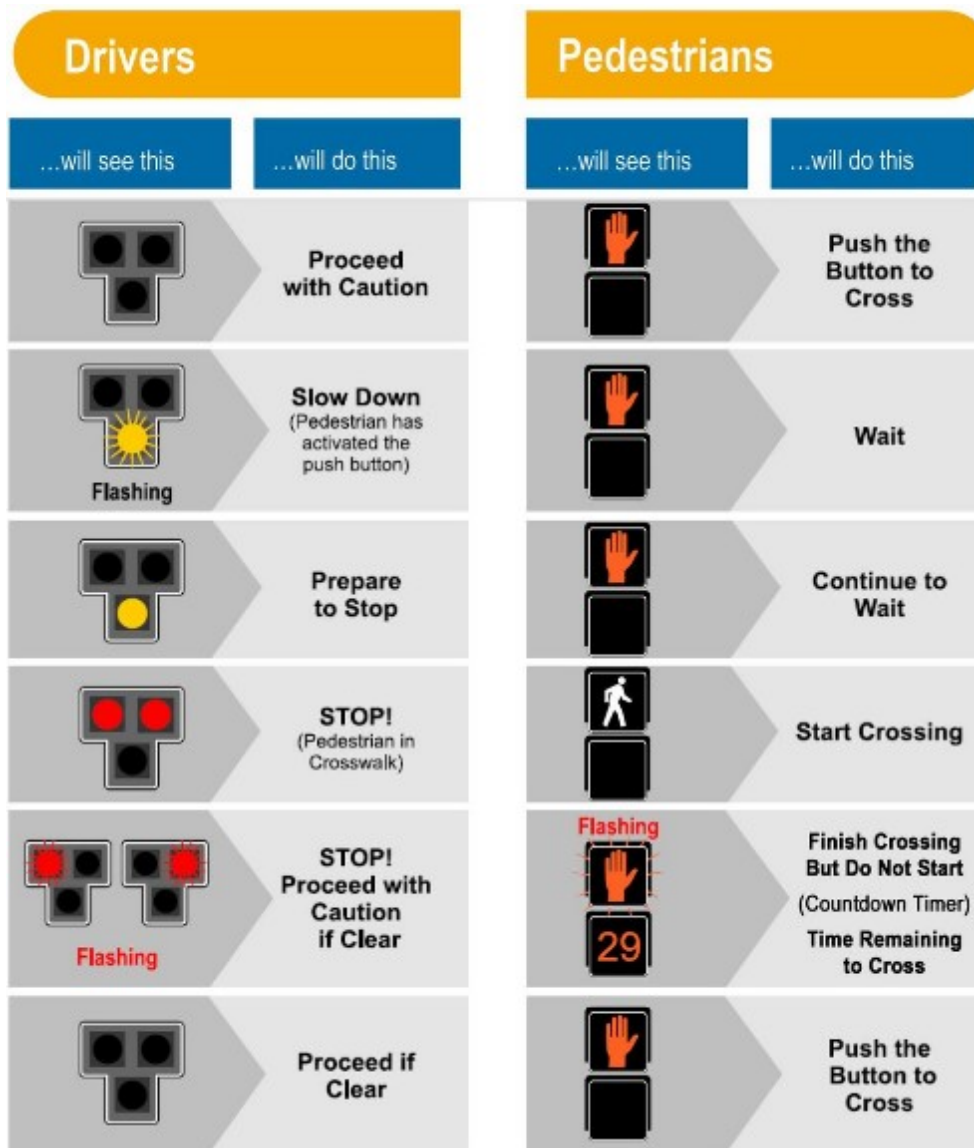 Drivers
Pedestrians
...will see this
...will do this
...will see this
...will do this
Proceed
with Caution
Push the
Button to
Cross
Slow Down
(Pedestrian has
activated the
push button)
Flashing
Wait
Prepare
to Stop
Continue to
Wait
STOP!
(Pedestrian in
Crosswalk)
Start Crossing
STOP!
Proceed with
Caution
if Clear
Flashing
Flashing
29
Finish Crossing
But Do Not Start
(Countdown Timer)
Time Remaining
to Cross
Proceed if
Clear
Push the
Button to
Cross